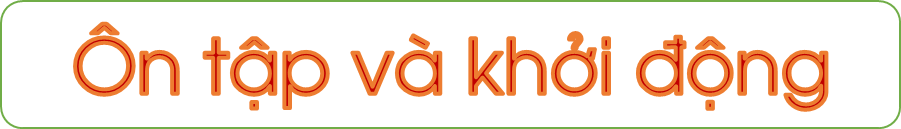 Ôn tập và khởi động